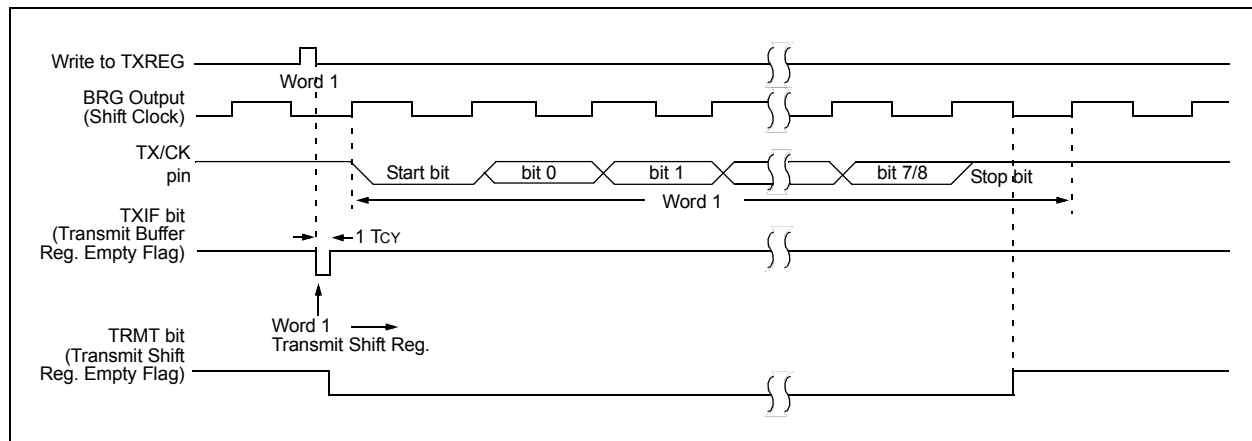 Write to TXREG
Word 1
BRG Output
(Shift Clock)
TX/CK
pin
Start bit
bit 0
bit 1
bit 7/8
Stop bit
Word 1
TXIF bit
(Transmit Buffer
Reg. Empty Flag)
1 TCY
Word 1
Transmit Shift Reg.
TRMT bit
(Transmit Shift
Reg. Empty Flag)